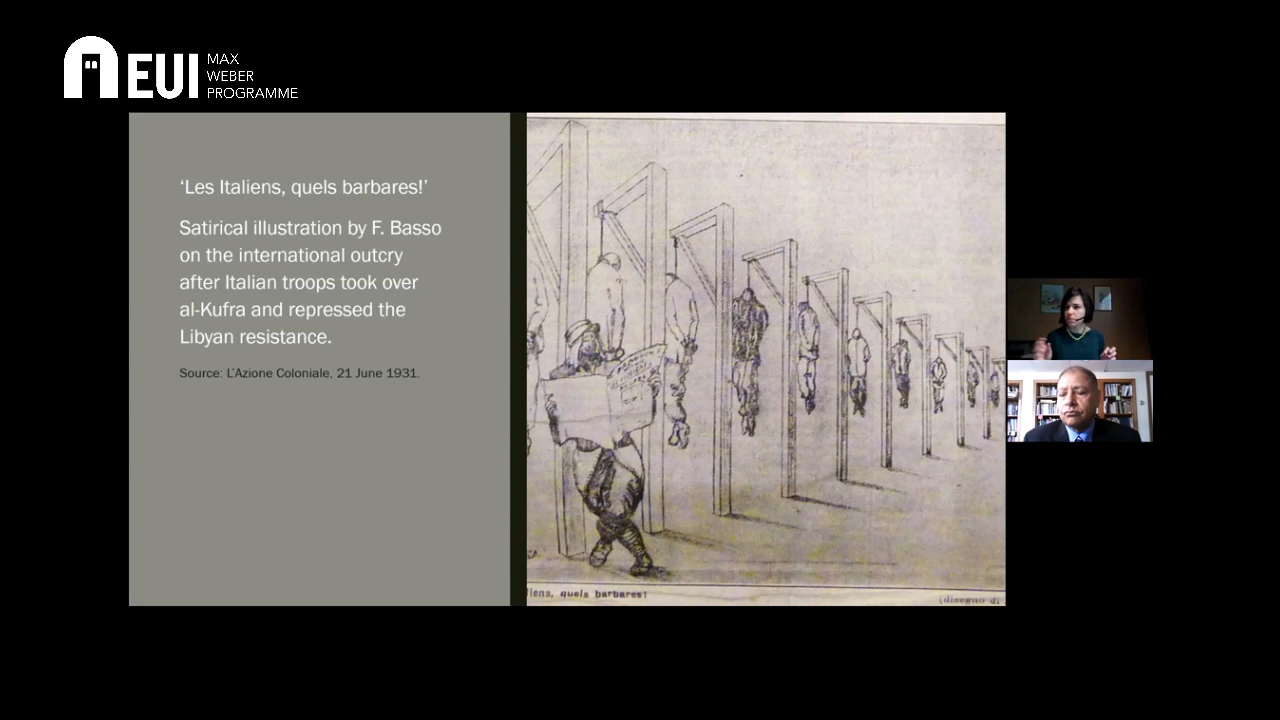 EUI
MAX
WEBER
PROGRAMME
‘Les Italiens, quels barbares!’
Satirical illustration by F. Basso
on the international outcry
after Italian troops took over
al-Kufra and repressed the
Libyan resistance.
Source: L’Azione Coloniale, 21 June 1931.
liens, quels barbares!
(disegno di